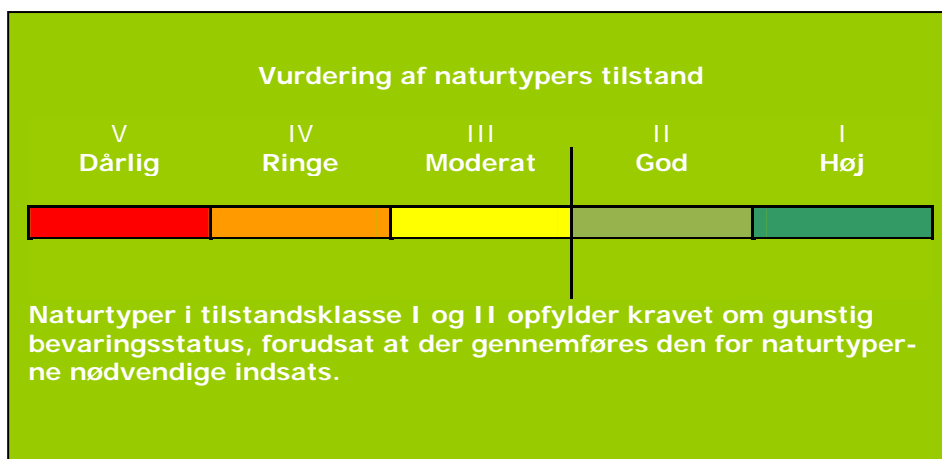 Vurdering af naturtypers tilstand
V IV III II I
Dårlig Ringe Moderat God Høj
Naturtyper i tilstandsklasse I og II opfylder kravet om gunstig
bevaringsstatus, forudsat at der gennemføres den for naturtyper-
ne nødvendige indsats.